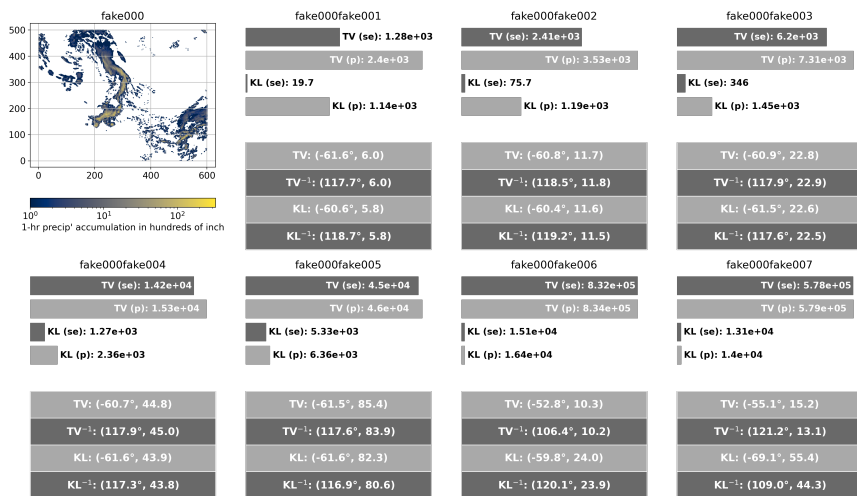 fake000
500
400
300
200
100
0
0 200 400 600
10⁰ 10¹ 10²
1-hr precip' accumulation in hundreds of inch
fake000fake001
TV (se): 1.28e+03
TV (p): 2.4e+03
KL (se): 19.7
KL (p): 1.14e+03
TV: (-61.6°, 6.0)
TV⁻¹: (117.7°, 6.0)
KL: (-60.6°, 5.8)
KL⁻¹: (118.7°, 5.8)
fake000fake002
TV (se): 2.41e+03
TV (p): 3.53e+03
KL (se): 75.7
KL (p): 1.19e+03
TV: (-60.8°, 11.7)
TV⁻¹: (118.5°, 11.8)
KL: (-60.4°, 11.6)
KL⁻¹: (119.2°, 11.5)
fake000fake003
TV (se): 6.2e+03
TV (p): 7.31e+03
KL (se): 346
KL (p): 1.45e+03
TV: (-60.9°, 22.8)
TV⁻¹: (117.9°, 22.9)
KL: (-61.5°, 22.6)
KL⁻¹: (117.6°, 22.5)
fake000fake004
TV (se): 1.42e+04
TV (p): 1.53e+04
KL (se): 1.27e+03
KL (p): 2.36e+03
TV: (-60.7°, 44.8)
TV⁻¹: (117.9°, 45.0)
KL: (-61.6°, 43.9)
KL⁻¹: (117.3°, 43.8)
fake000fake005
TV (se): 4.5e+04
TV (p): 4.6e+04
KL (se): 5.33e+03
KL (p): 6.36e+03
TV: (-61.5°, 85.4)
TV⁻¹: (117.6°, 83.9)
KL: (-61.6°, 82.3)
KL⁻¹: (116.9°, 80.6)
fake000fake006
TV (se): 8.32e+05
TV (p): 8.34e+05
KL (se): 1.51e+04
KL (p): 1.64e+04
TV: (-52.8°, 10.3)
TV⁻¹: (106.4°, 10.2)
KL: (-59.8°, 24.0)
KL⁻¹: (120.1°, 23.9)
fake000fake007
TV (se): 5.78e+05
TV (p): 5.79e+05
KL (se): 1.31e+04
KL (p): 1.4e+04
TV: (-55.1°, 15.2)
TV⁻¹: (121.2°, 13.1)
KL: (-69.1°, 55.4)
KL⁻¹: (109.0°, 44.3)